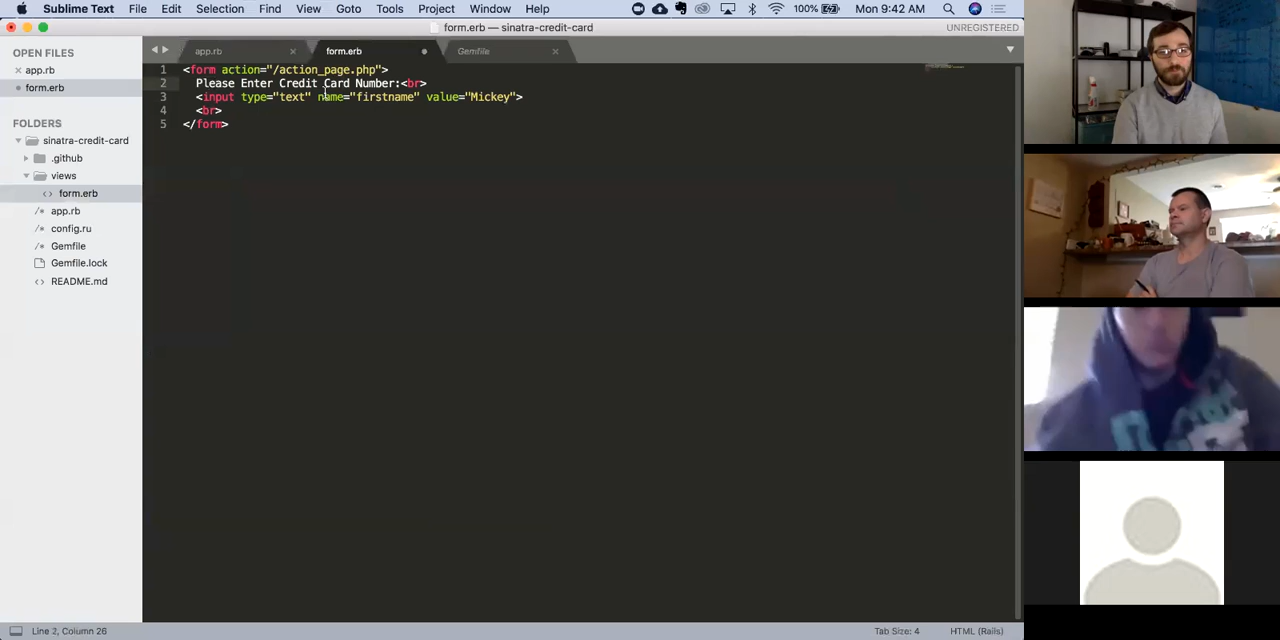 Sublime Text File Edit Selection Find View Goto Tools Project Window Help 100% Mon 9:42 AM
form.erb — sinatra-credit-card UNREGISTERED
OPEN FILES
app.rb
form.erb
FOLDERS
sinatra-credit-card
.github
views
form.erb
app.rb
config.ru
Gemfile
Gemfile.lock
README.md
app.rb form.erb Gemfile
1 <form action="/action_page.php">
2 Please Enter Credit Card Number:<br>
3 <input type="text" name="firstname" value="Mickey">
4 <br>
5 </form>
Line 2, Column 26 Tab Size: 4 HTML (Rails)